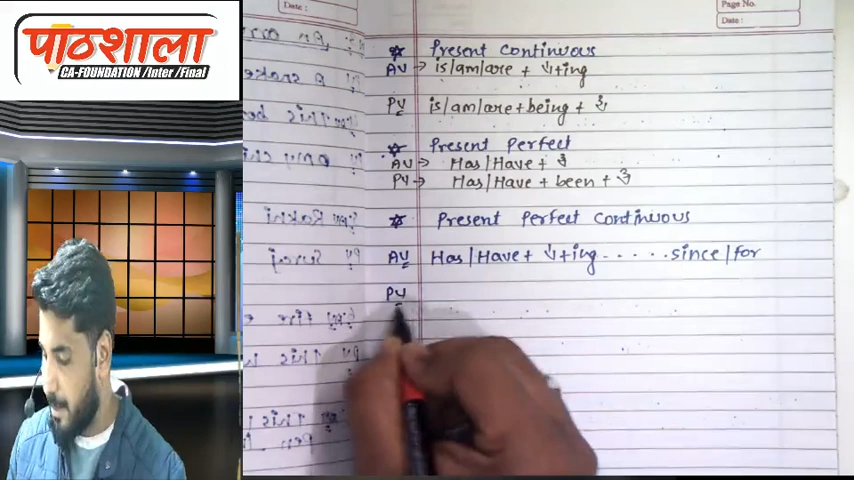 पाठशाला
CA-FOUNDATION/Inter/Final
Date :
Page No.
Date :
☆ Present Continuous
AV → is/am/are + V1+ing
PV is/am/are+being + V3
☆ Present Perfect
AV → Has/Have + V3
PV → Has/Have + been + V3
☆ Present Perfect Continuous
AV Has/Have + V1+ing ...... since/for
PV